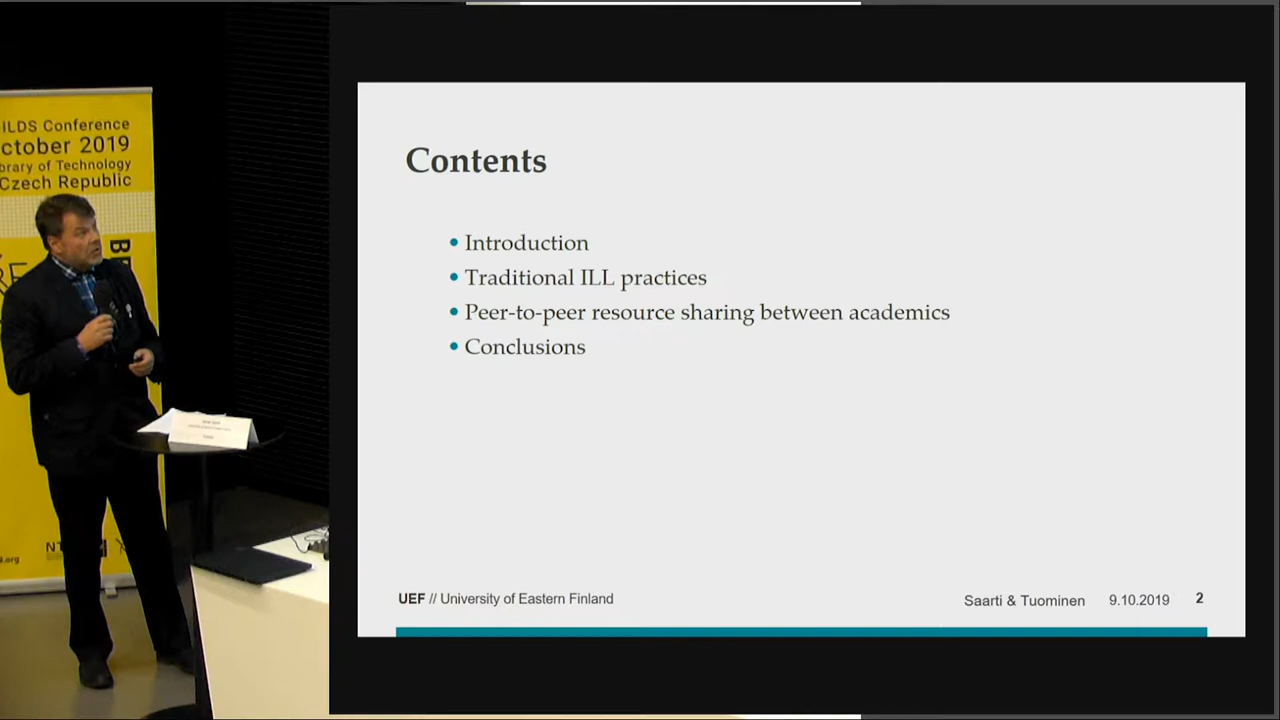 ILDS Conference
ctober 2019
brary of Technology
Czech Republic
Contents
• Introduction
• Traditional ILL practices
• Peer-to-peer resource sharing between academics
• Conclusions
UEF // University of Eastern Finland
Saarti & Tuominen 9.10.2019 2